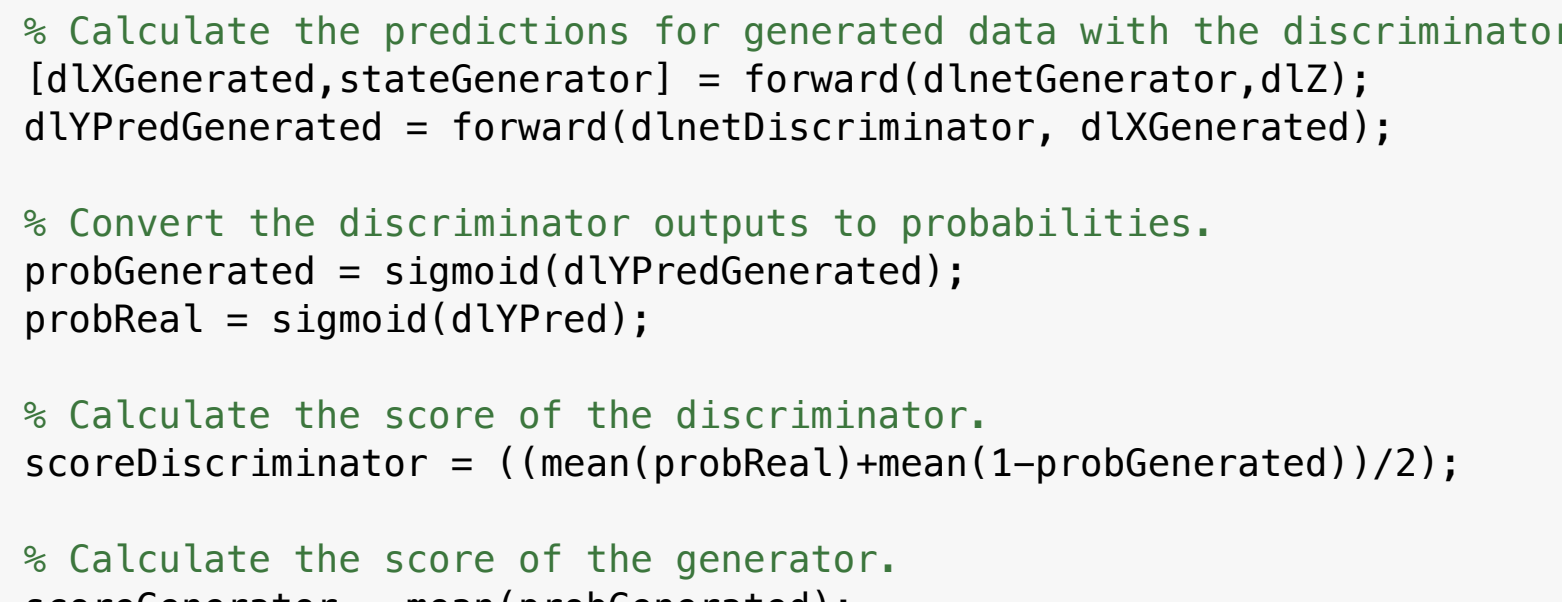 % Calculate the predictions for generated data with the discriminator
[dlXGenerated,stateGenerator] = forward(dlnetGenerator,dlZ);
dlYPredGenerated = forward(dlnetDiscriminator, dlXGenerated);
% Convert the discriminator outputs to probabilities.
probGenerated = sigmoid(dlYPredGenerated);
probReal = sigmoid(dlYPred);
% Calculate the score of the discriminator.
scoreDiscriminator = ((mean(probReal)+mean(1-probGenerated))/2);
% Calculate the score of the generator.
scoreGenerator = mean(probGenerated);